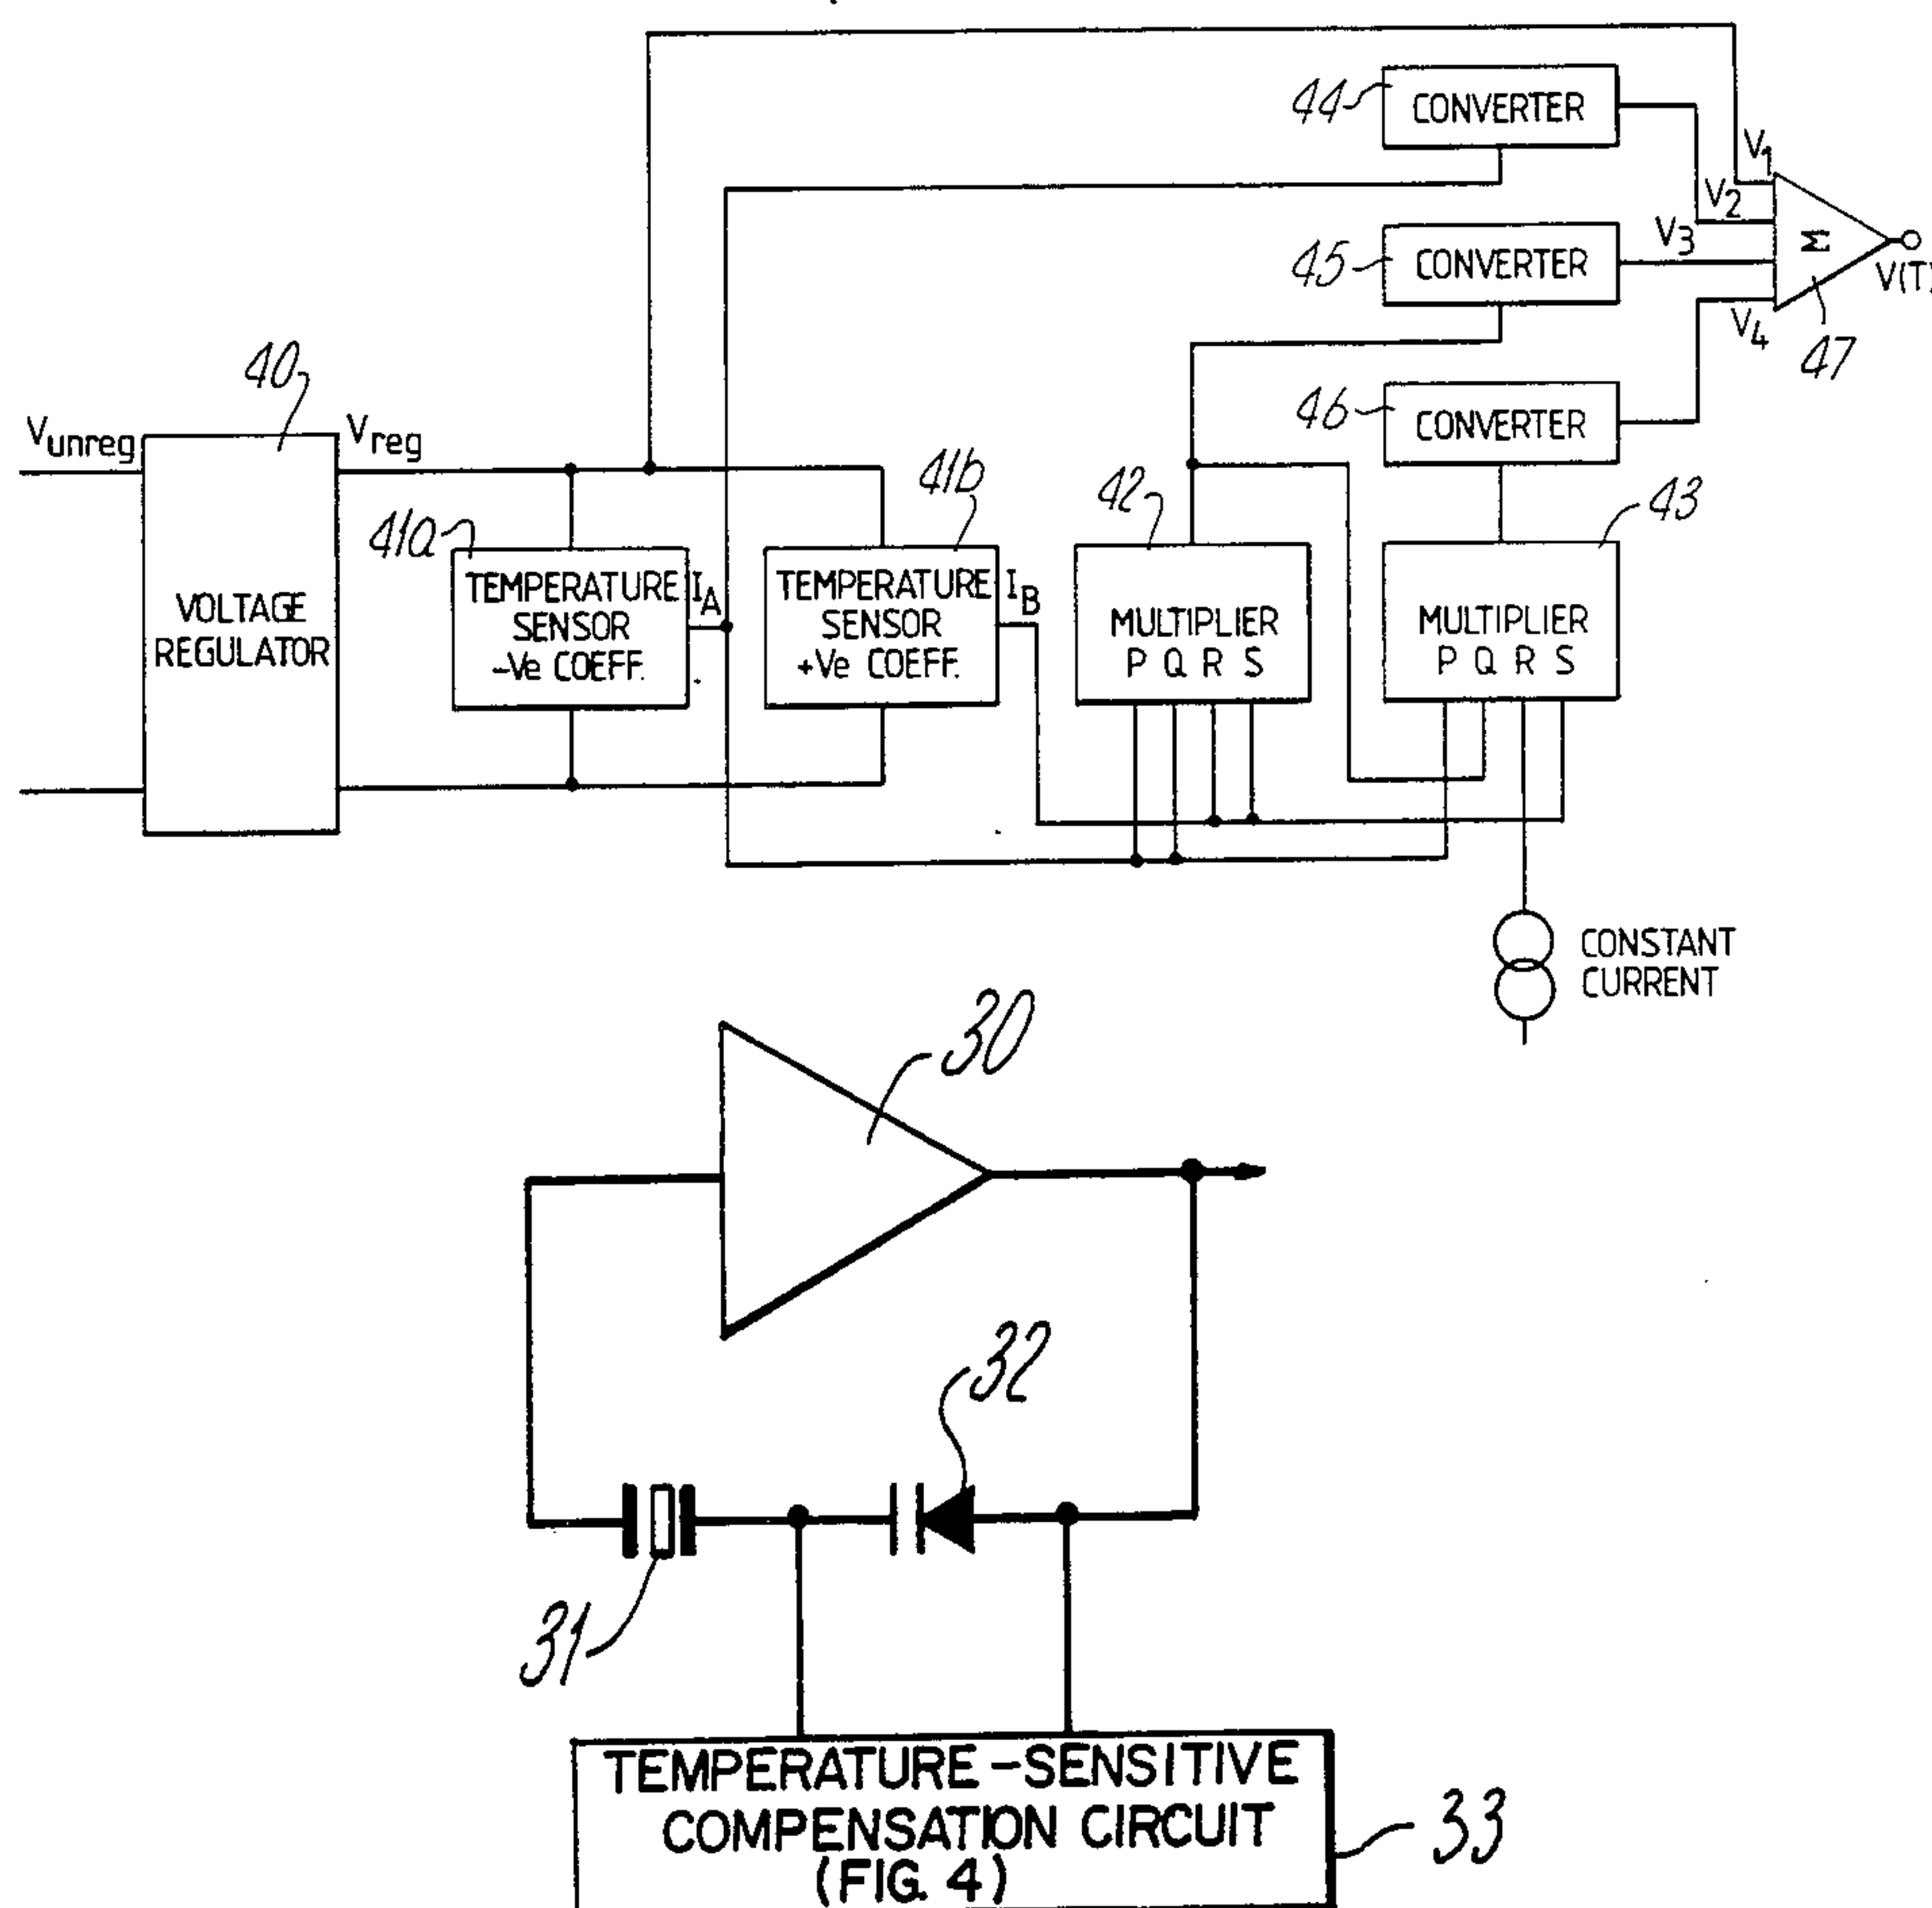 44
CONVERTER
V1
V2
45
CONVERTER
V3
Σ
V(T)
V4
47
40
46
CONVERTER
Vunreg
Vreg
41a
41b
42
43
VOLTAGE
REGULATOR
TEMPERATURE
SENSOR
-Ve COEFF.
IA
TEMPERATURE
SENSOR
+Ve COEFF.
IB
MULTIPLIER
P Q R S
MULTIPLIER
P Q R S
CONSTANT
CURRENT
30
32
31
TEMPERATURE-SENSITIVE
COMPENSATION CIRCUIT
(FIG. 4)
33